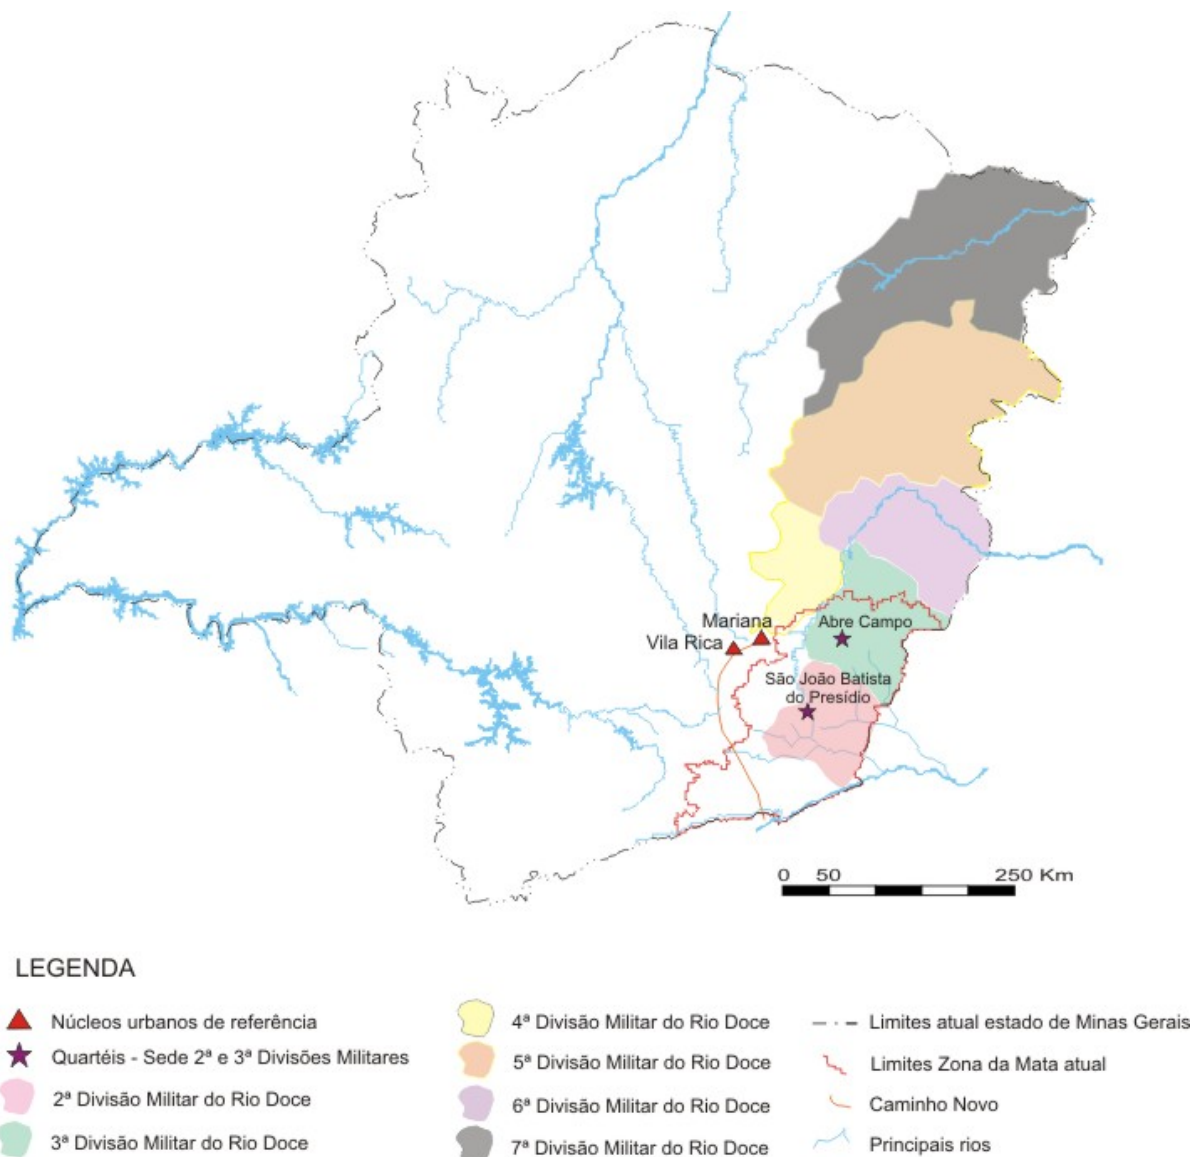 Mariana
Vila Rica
Abre Campo
São João Batista
do Presídio
0 50 250 Km
LEGENDA
Núcleos urbanos de referência
Quartéis - Sede 2ª e 3ª Divisões Militares
2ª Divisão Militar do Rio Doce
3ª Divisão Militar do Rio Doce
4ª Divisão Militar do Rio Doce
5ª Divisão Militar do Rio Doce
6ª Divisão Militar do Rio Doce
7ª Divisão Militar do Rio Doce
Limites atual estado de Minas Gerais
Limites Zona da Mata atual
Caminho Novo
Principais rios